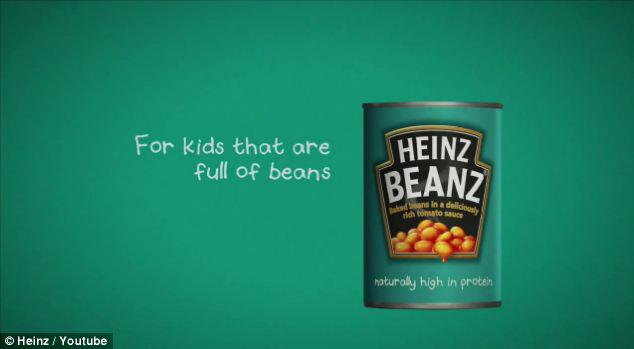 For kids that are
full of beans
HEINZ
BEANZ
Baked beans in a deliciously
rich tomato sauce
naturally high in protein
© Heinz / Youtube